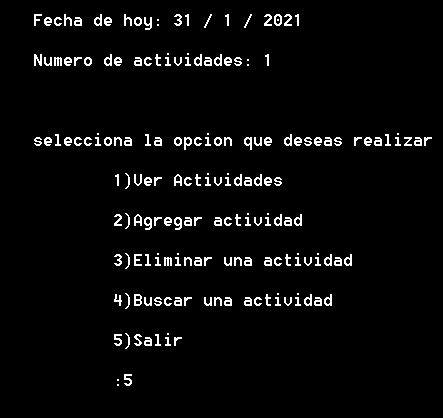 Fecha de hoy: 31 / 1 / 2021
Numero de actividades: 1
selecciona la opcion que deseas realizar
1)Ver Actividades
2)Agregar actividad
3)Eliminar una actividad
4)Buscar una actividad
5)Salir
:5